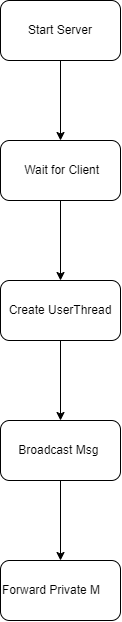 Start Server
Wait for Client
Create UserThread
Broadcast Msg
Forward Private M